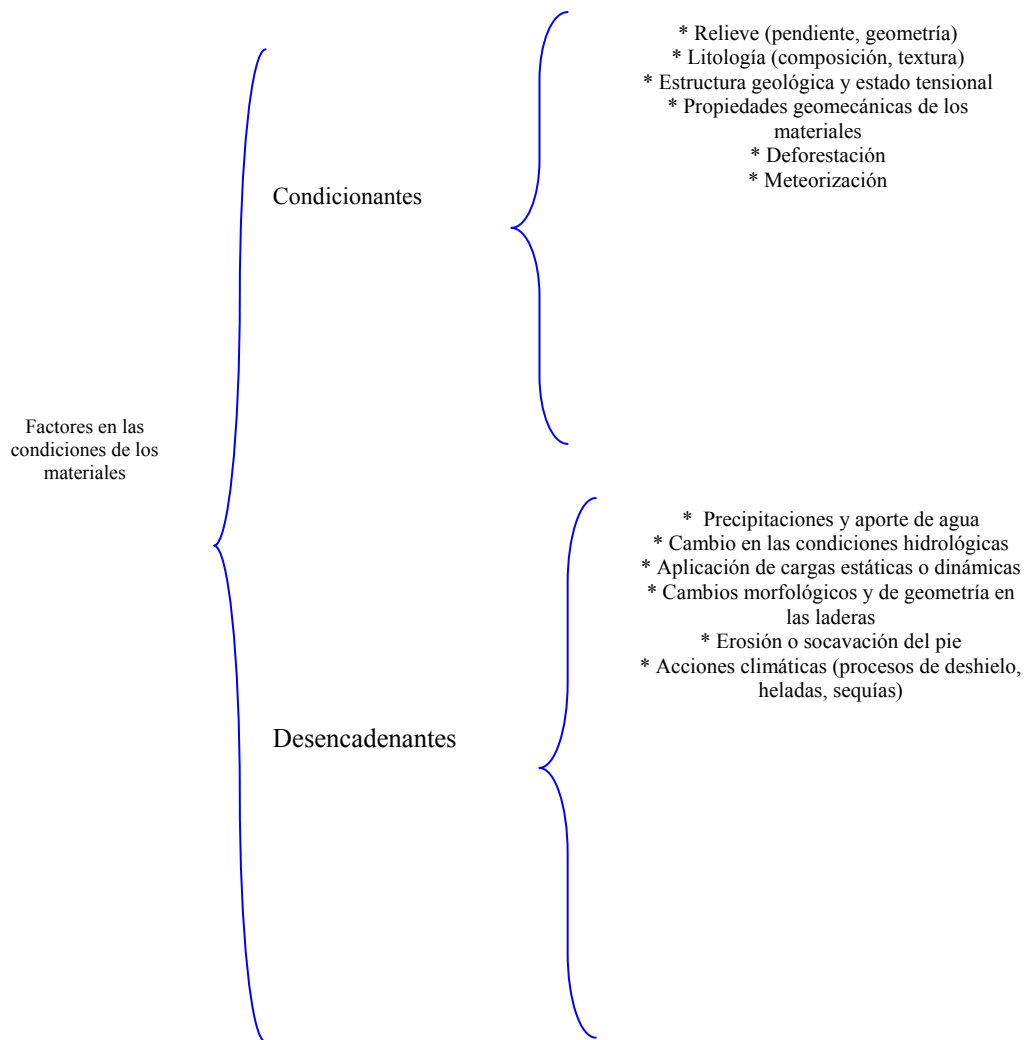 * Relieve (pendiente, geometría)
* Litología (composición, textura)
* Estructura geológica y estado tensional
* Propiedades geomecánicas de los
materiales
* Deforestación
* Meteorización
Condicionantes
Factores en las
condiciones de los
materiales
* Precipitaciones y aporte de agua
* Cambio en las condiciones hidrológicas
* Aplicación de cargas estáticas o dinámicas
* Cambios morfológicos y de geometría en
las laderas
* Erosión o socavación del pie
* Acciones climáticas (procesos de deshielo,
heladas, sequías)
Desencadenantes